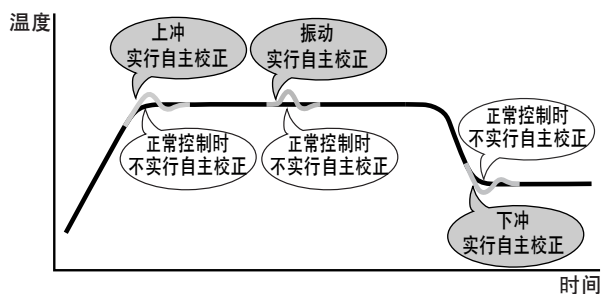 温度
上冲
实行自主校正
振动
实行自主校正
正常控制时
不实行自主校正
正常控制时
不实行自主校正
正常控制时
不实行自主校正
下冲
实行自主校正
时间